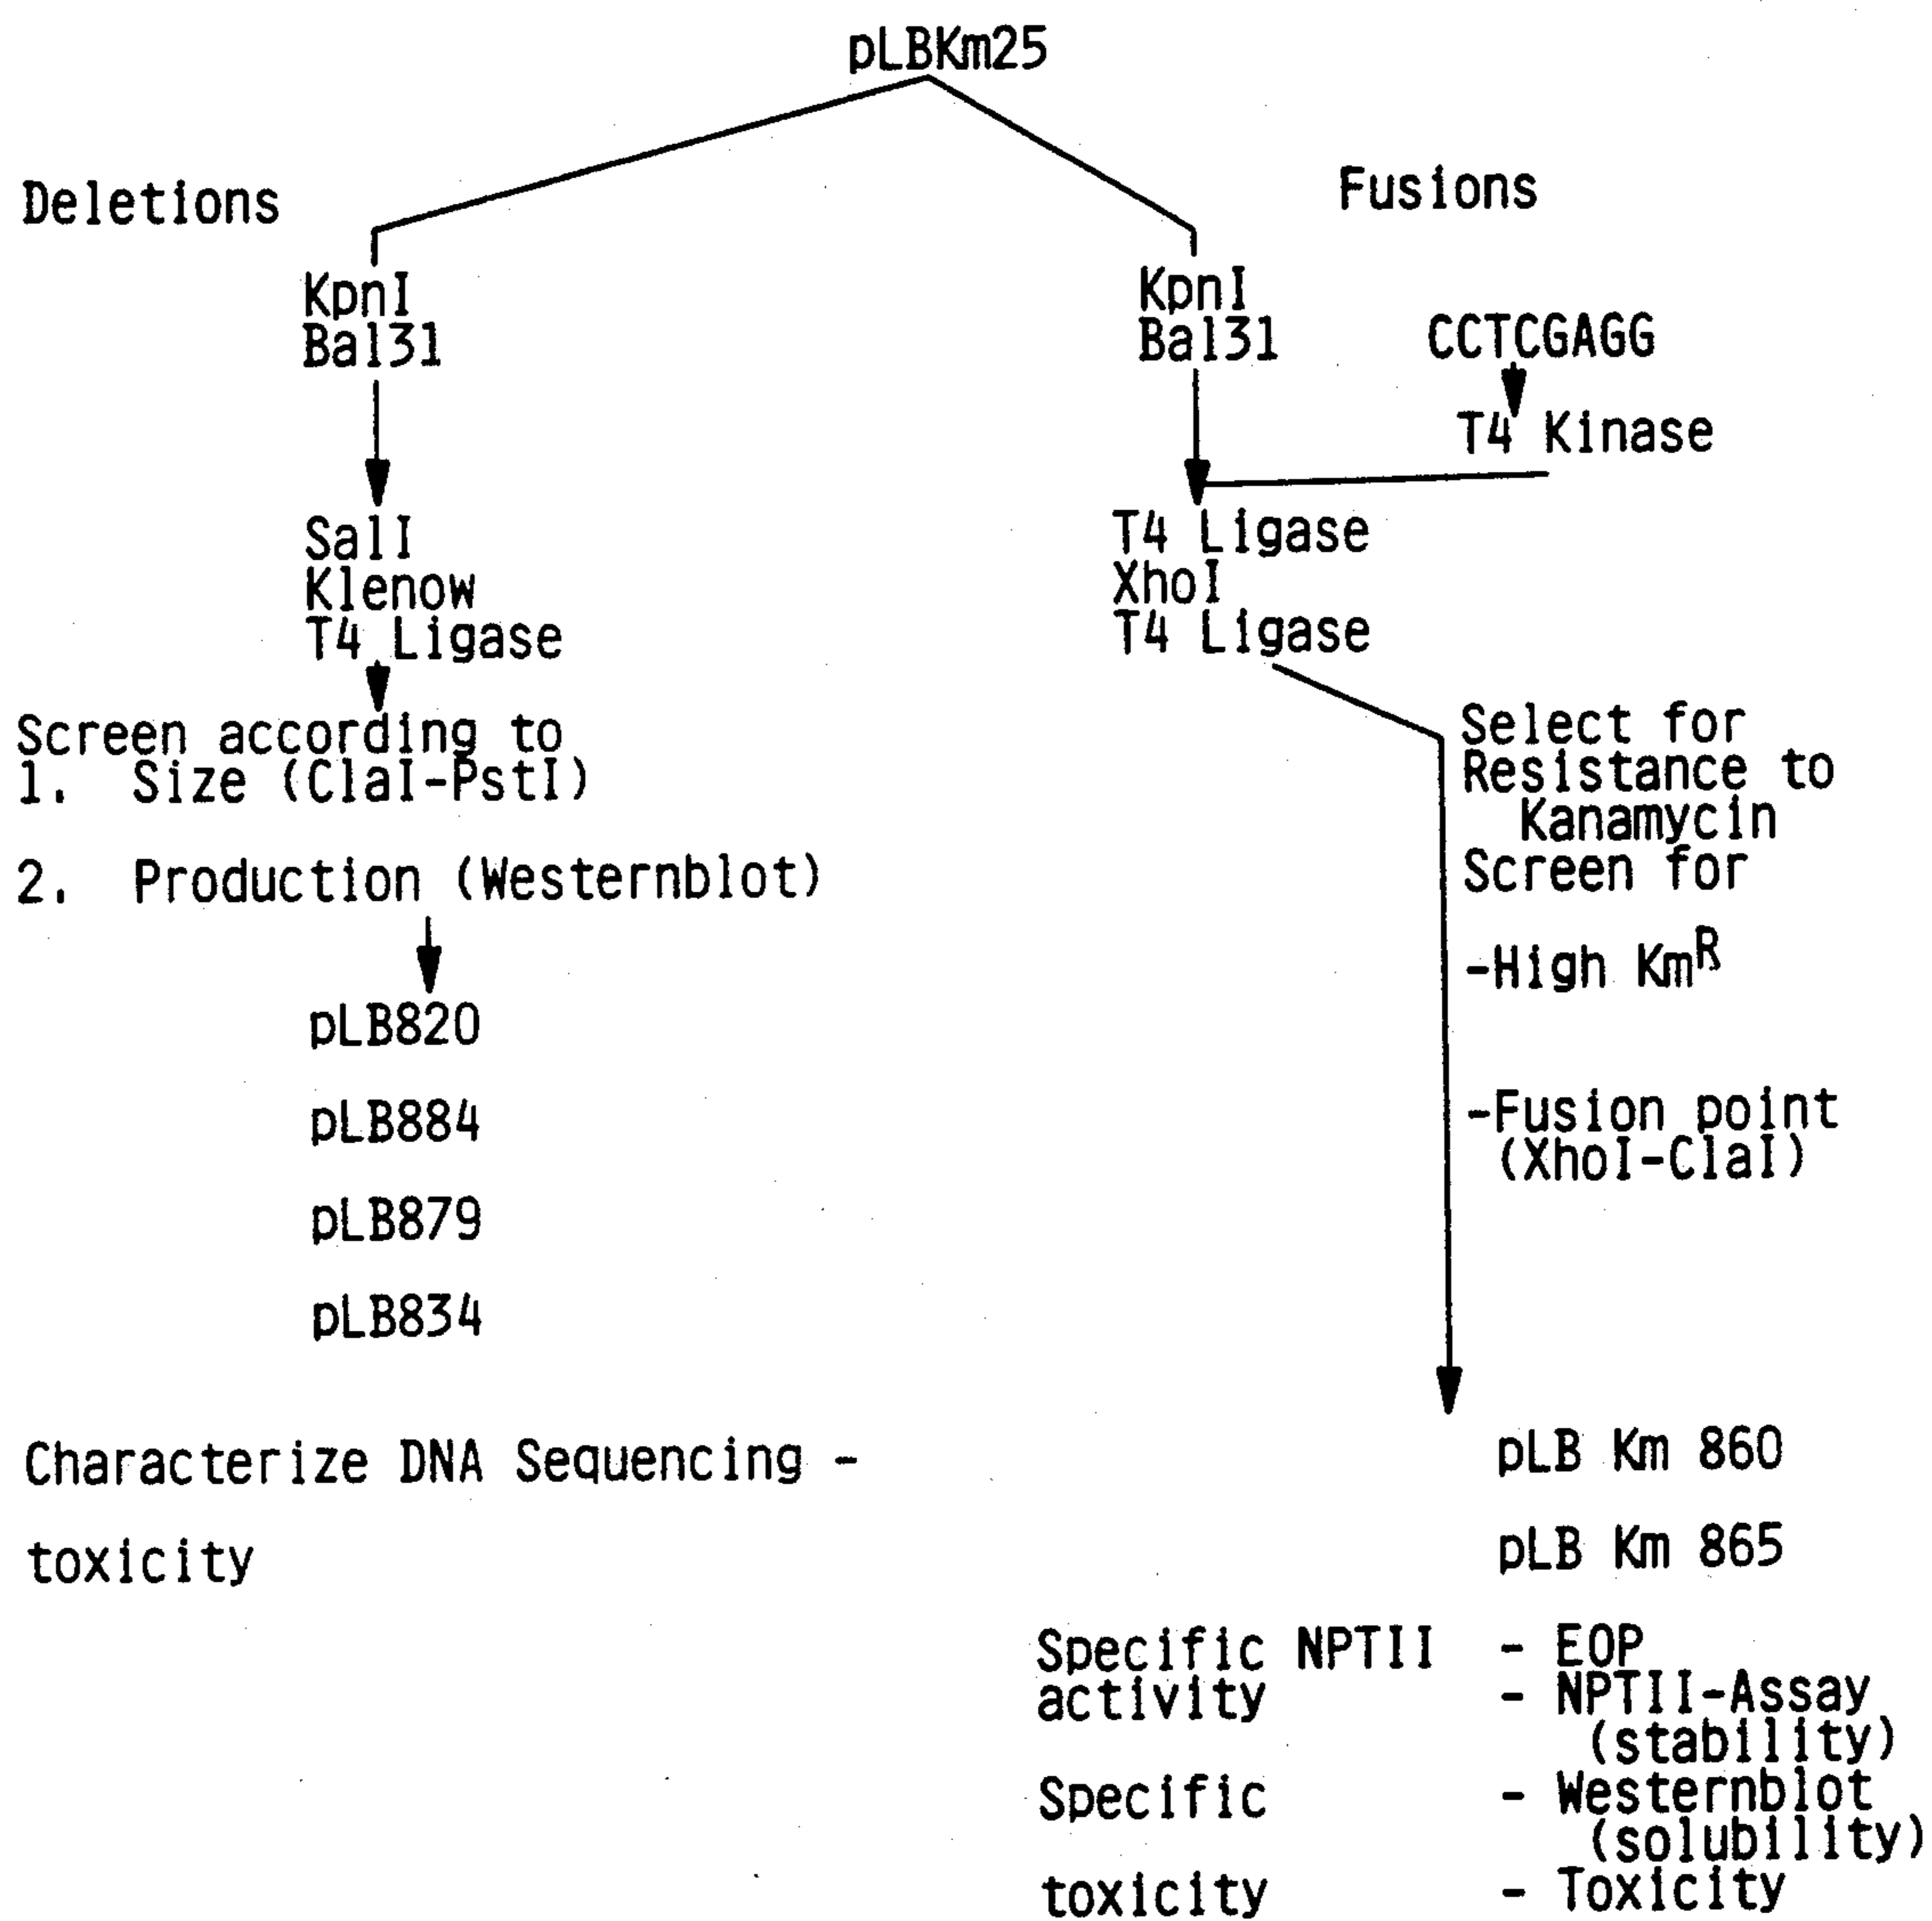 pLBKm25
Deletions
Fusions
KpnI
Bal31
KpnI
Bal31
CCTCGAGG
T4 Kinase
SalI
Klenow
T4 Ligase
T4 Ligase
XhoI
T4 Ligase
Screen according to
1. Size (ClaI-PstI)
2. Production (Westernblot)
Select for
Resistance to
Kanamycin
Screen for
-High KmR
-Fusion point
(XhoI-ClaI)
pLB820
pLB884
pLB879
pLB834
Characterize DNA Sequencing -
toxicity
pLB Km 860
pLB Km 865
Specific NPTII - EOP
activity - NPTII-Assay
(stability)
Specific - Westernblot
(solubility)
toxicity - Toxicity